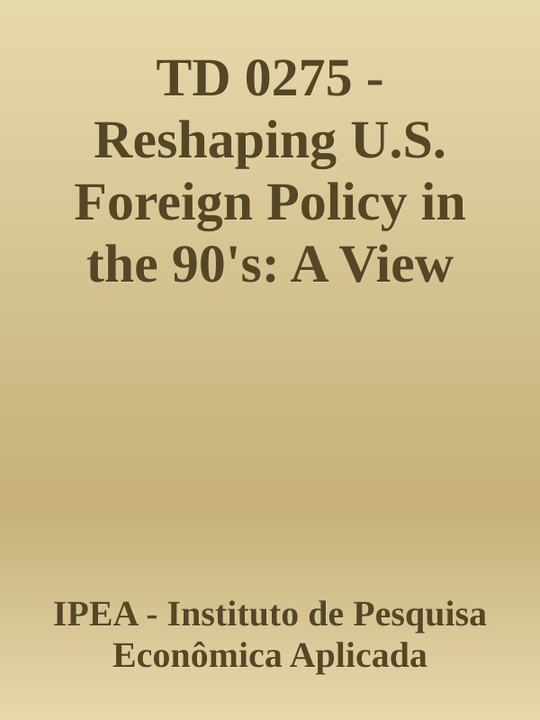 TD 0275 -
Reshaping U.S.
Foreign Policy in
the 90's: A View
IPEA - Instituto de Pesquisa
Econômica Aplicada